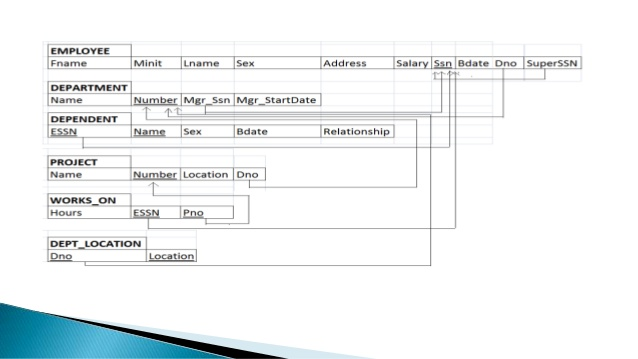 EMPLOYEE
Fname Minit Lname Sex Address Salary Ssn Bdate Dno SuperSSN
DEPARTMENT
Name Number Mgr_Ssn Mgr_StartDate
DEPENDENT
ESSN Name Sex Bdate Relationship
PROJECT
Name Number Location Dno
WORKS_ON
Hours ESSN Pno
DEPT_LOCATION
Dno Location